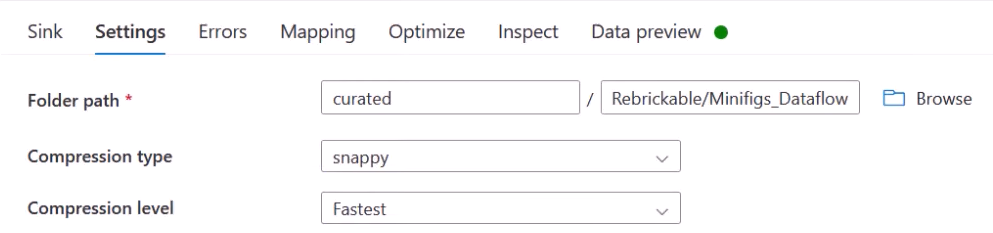 Sink Settings Errors Mapping Optimize Inspect Data preview
Folder path * curated / Rebrickable/Minifigs_Dataflow Browse
Compression type snappy
Compression level Fastest